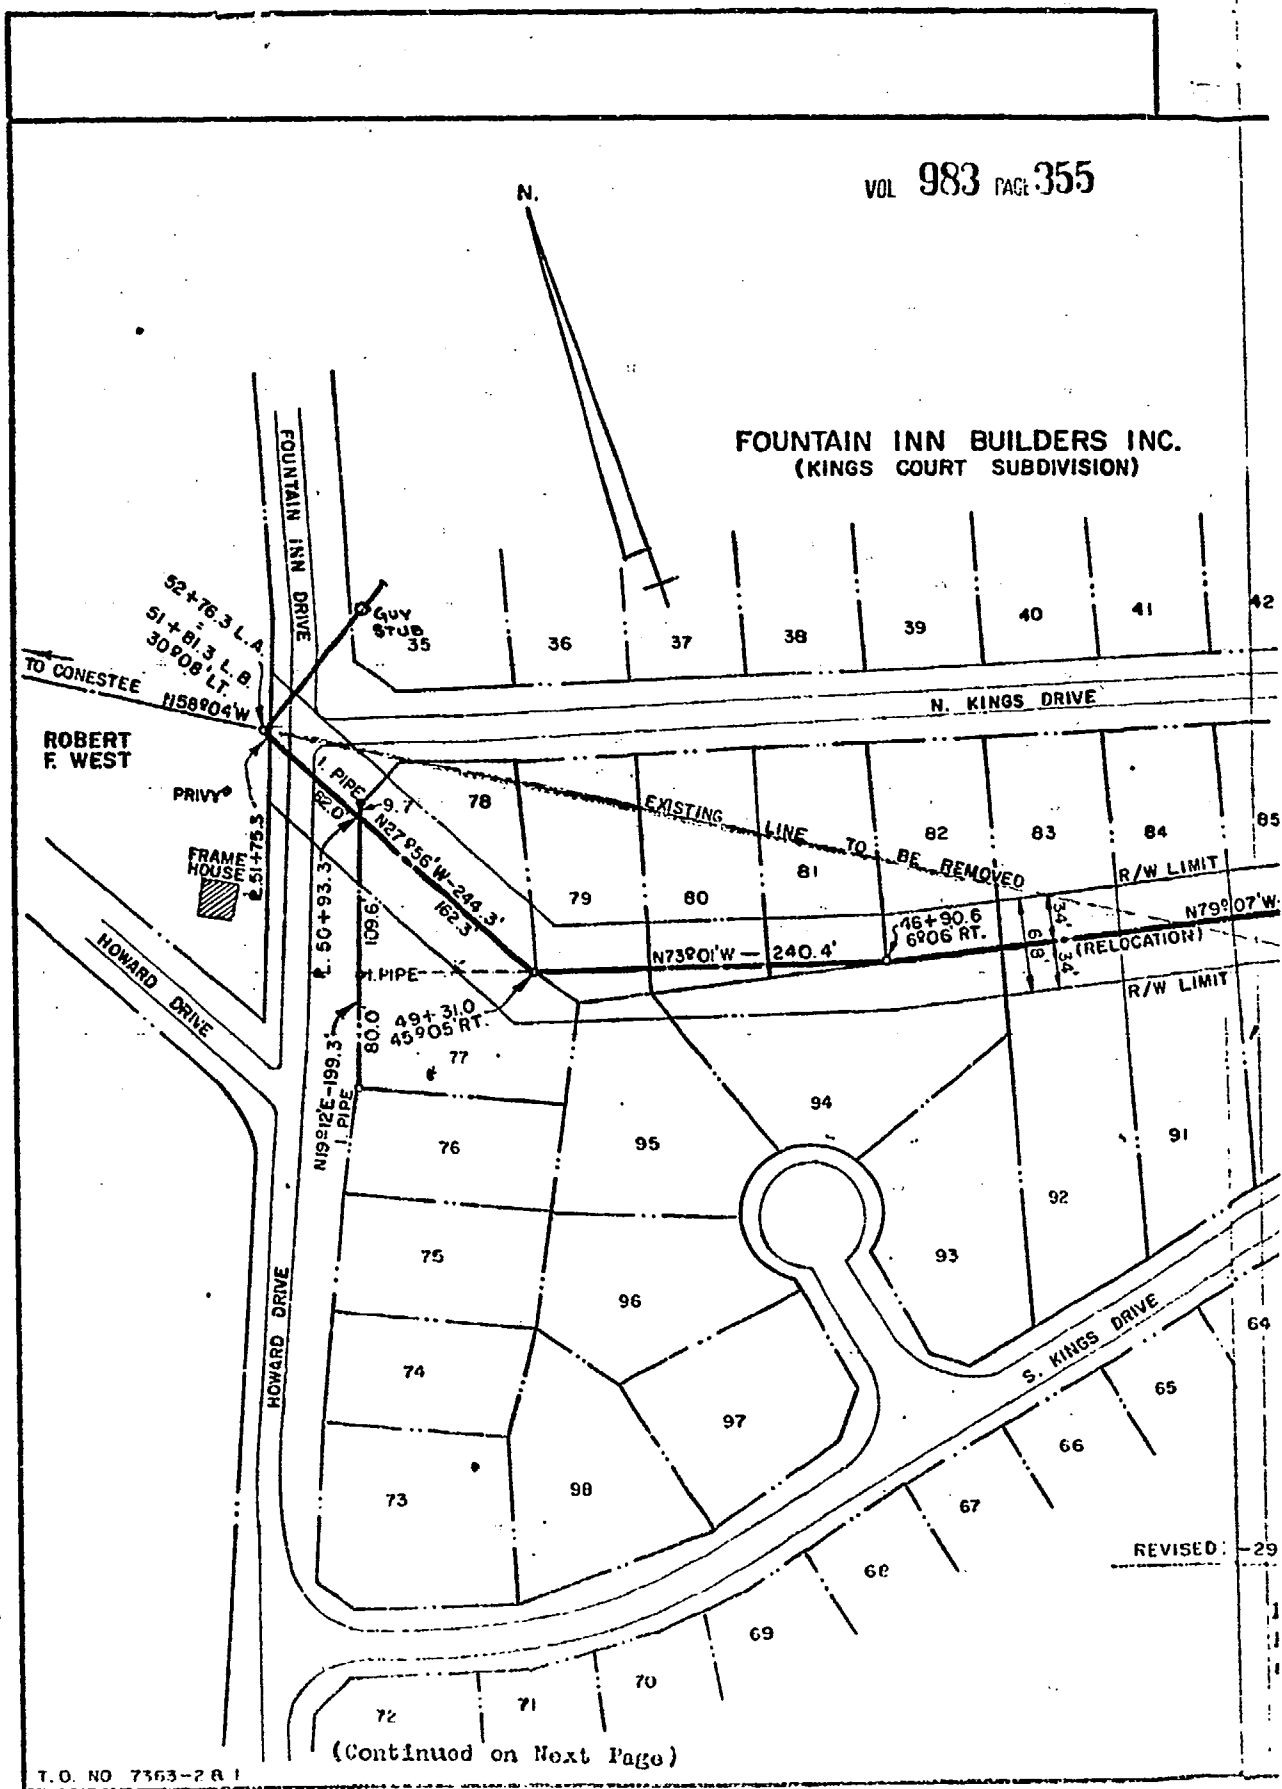 VOL 983 PAGE 355
N.
FOUNTAIN INN BUILDERS INC.
(KINGS COURT SUBDIVISION)
FOUNTAIN INN DRIVE
52+76.3 L.A.
=
51+81.3 L.B.
30°08' LT.
GUY
STUB
35
36
37
38
39
40
41
42
TO CONESTEE
N58°04'W
N. KINGS DRIVE
ROBERT
F. WEST
PRIVY
I. PIPE
62.0'
9.7'
78
EXISTING LINE TO BE REMOVED
82
83
84
85
FRAME
HOUSE
P. 51+75.3
P. 50+93.3
109.6'
N27°56'W-244.3'
162.3'
79
80
81
R/W LIMIT
46+90.6
6°06' RT.
34'
68'
34'
N79°07'W
(RELOCATION)
N73°01'W — 240.4'
R/W LIMIT
HOWARD DRIVE
I. PIPE
49+31.0
45°05' RT.
80.0'
77
N19°12'E-199.3'
I. PIPE
76
95
94
91
92
75
93
96
HOWARD DRIVE
74
S. KINGS DRIVE
64
65
97
66
73
98
67
REVISED: -29
68
69
70
71
72
(Continued on Next Page)
T.O. NO 7363-281